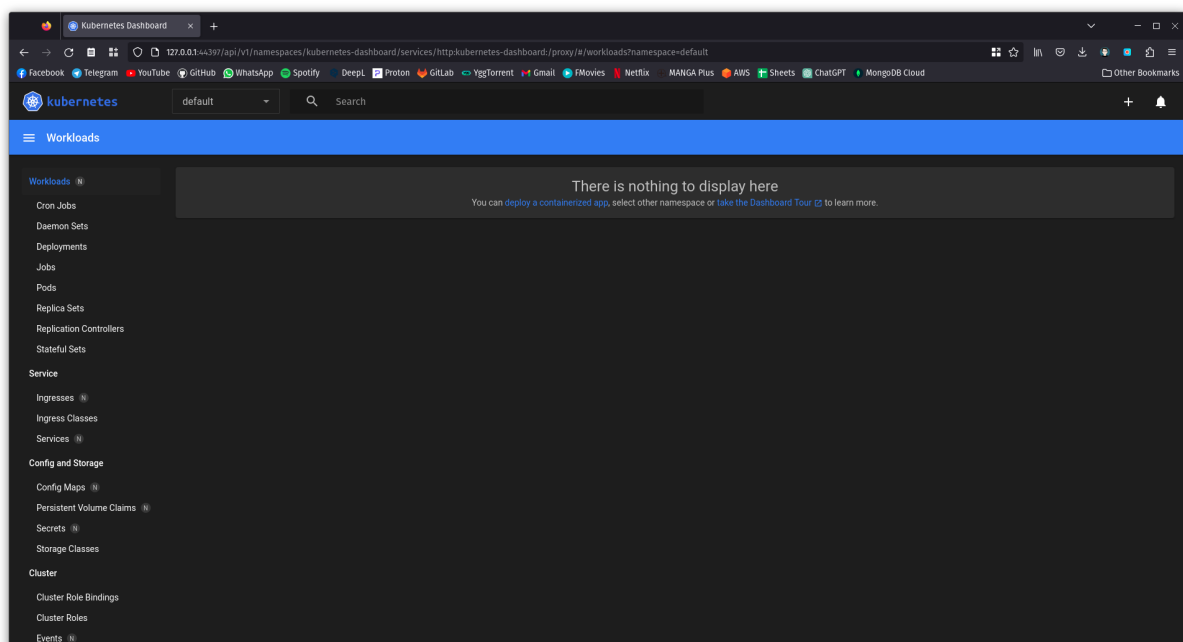 Kubernetes Dashboard
127.0.0.1:44397/api/v1/namespaces/kubernetes-dashboard/services/http:kubernetes-dashboard:/proxy/#/workloads?namespace=default
Facebook Telegram YouTube GitHub WhatsApp Spotify DeepL Proton GitLab YggTorrent Gmail FMovies Netflix MANGA Plus AWS Sheets ChatGPT MongoDB Cloud Other Bookmarks
kubernetes default Search
Workloads
Workloads N
There is nothing to display here
You can deploy a containerized app, select other namespace or take the Dashboard Tour to learn more.
Cron Jobs
Daemon Sets
Deployments
Jobs
Pods
Replica Sets
Replication Controllers
Stateful Sets
Service
Ingresses N
Ingress Classes
Services N
Config and Storage
Config Maps N
Persistent Volume Claims N
Secrets N
Storage Classes
Cluster
Cluster Role Bindings
Cluster Roles
Events N